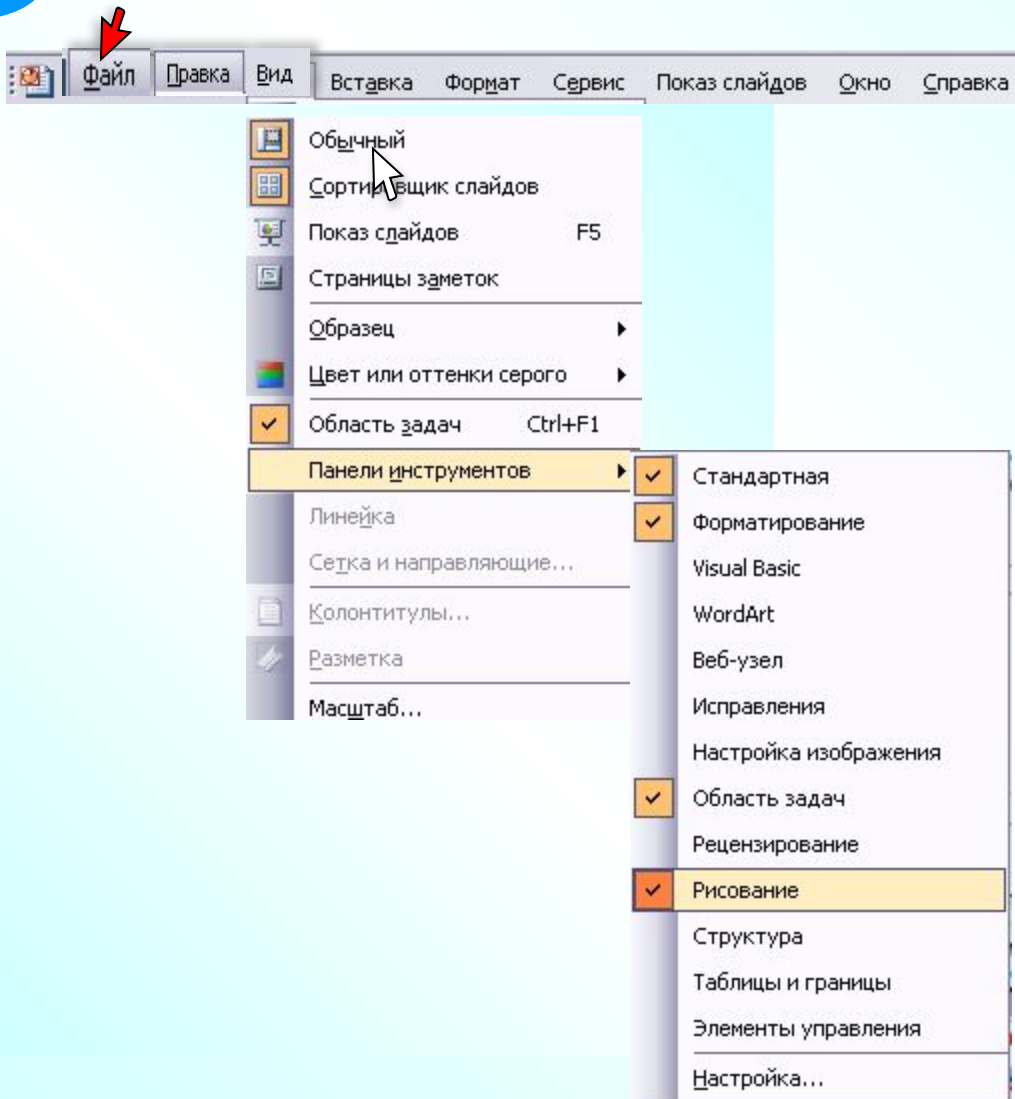 Файл Правка Вид Вставка Формат Сервис Показ слайдов Окно Справка
Обычный
Сортировщик слайдов
Показ слайдов F5
Страницы заметок
Образец
Цвет или оттенки серого
Область задач Ctrl+F1
Панели инструментов
Линейка
Сетка и направляющие...
Колонтитулы...
Разметка
Масштаб...
Стандартная
Форматирование
Visual Basic
WordArt
Веб-узел
Исправления
Настройка изображения
Область задач
Рецензирование
Рисование
Структура
Таблицы и границы
Элементы управления
Настройка...